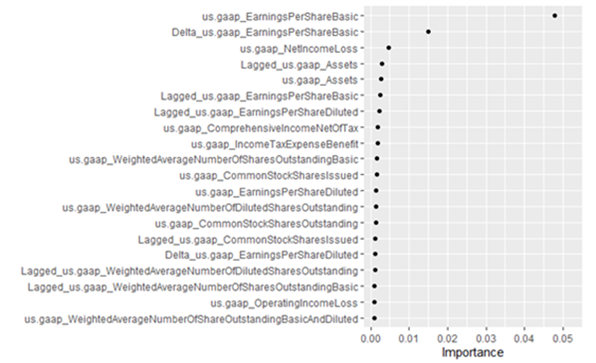 us.gaap_EarningsPerShareBasic
Delta_us.gaap_EarningsPerShareBasic
us.gaap_NetIncomeLoss
Lagged_us.gaap_Assets
us.gaap_Assets
Lagged_us.gaap_EarningsPerShareBasic
Lagged_us.gaap_EarningsPerShareDiluted
us.gaap_ComprehensiveIncomeNetOfTax
us.gaap_IncomeTaxExpenseBenefit
us.gaap_WeightedAverageNumberOfSharesOutstandingBasic
us.gaap_CommonStockSharesIssued
us.gaap_EarningsPerShareDiluted
us.gaap_WeightedAverageNumberOfDilutedSharesOutstanding
us.gaap_CommonStockSharesOutstanding
Lagged_us.gaap_CommonStockSharesIssued
Delta_us.gaap_EarningsPerShareDiluted
Lagged_us.gaap_WeightedAverageNumberOfDilutedSharesOutstanding
Lagged_us.gaap_WeightedAverageNumberOfSharesOutstandingBasic
us.gaap_OperatingIncomeLoss
us.gaap_WeightedAverageNumberOfShareOutstandingBasicAndDiluted
0.00 0.01 0.02 0.03 0.04 0.05
Importance